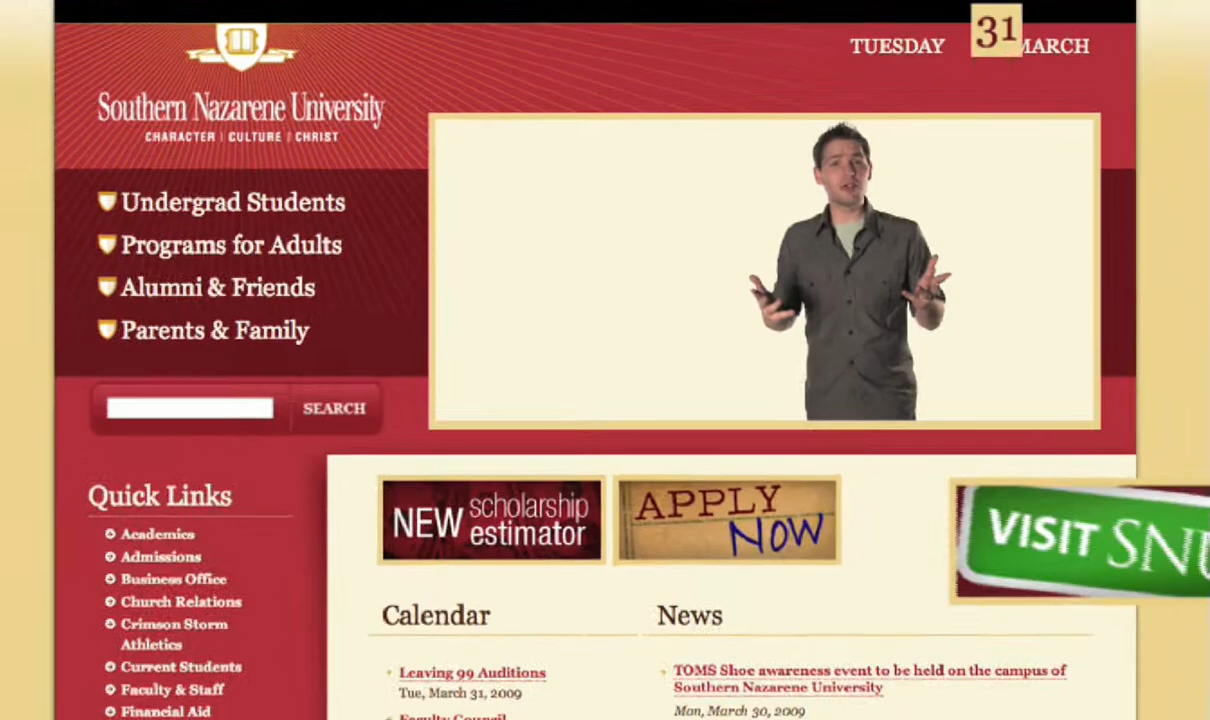 TUESDAY 31 MARCH
Southern Nazarene University
CHARACTER | CULTURE | CHRIST
Undergrad Students
Programs for Adults
Alumni & Friends
Parents & Family
SEARCH
Quick Links
Academics
Admissions
Business Office
Church Relations
Crimson Storm
Athletics
Current Students
Faculty & Staff
Financial Aid
NEW scholarship
estimator
APPLY
NOW
VISIT SNU
Calendar
Leaving 99 Auditions
Tue, March 31, 2009
Faculty Council
News
TOMS Shoe awareness event to be held on the campus of
Southern Nazarene University
Mon, March 30, 2009